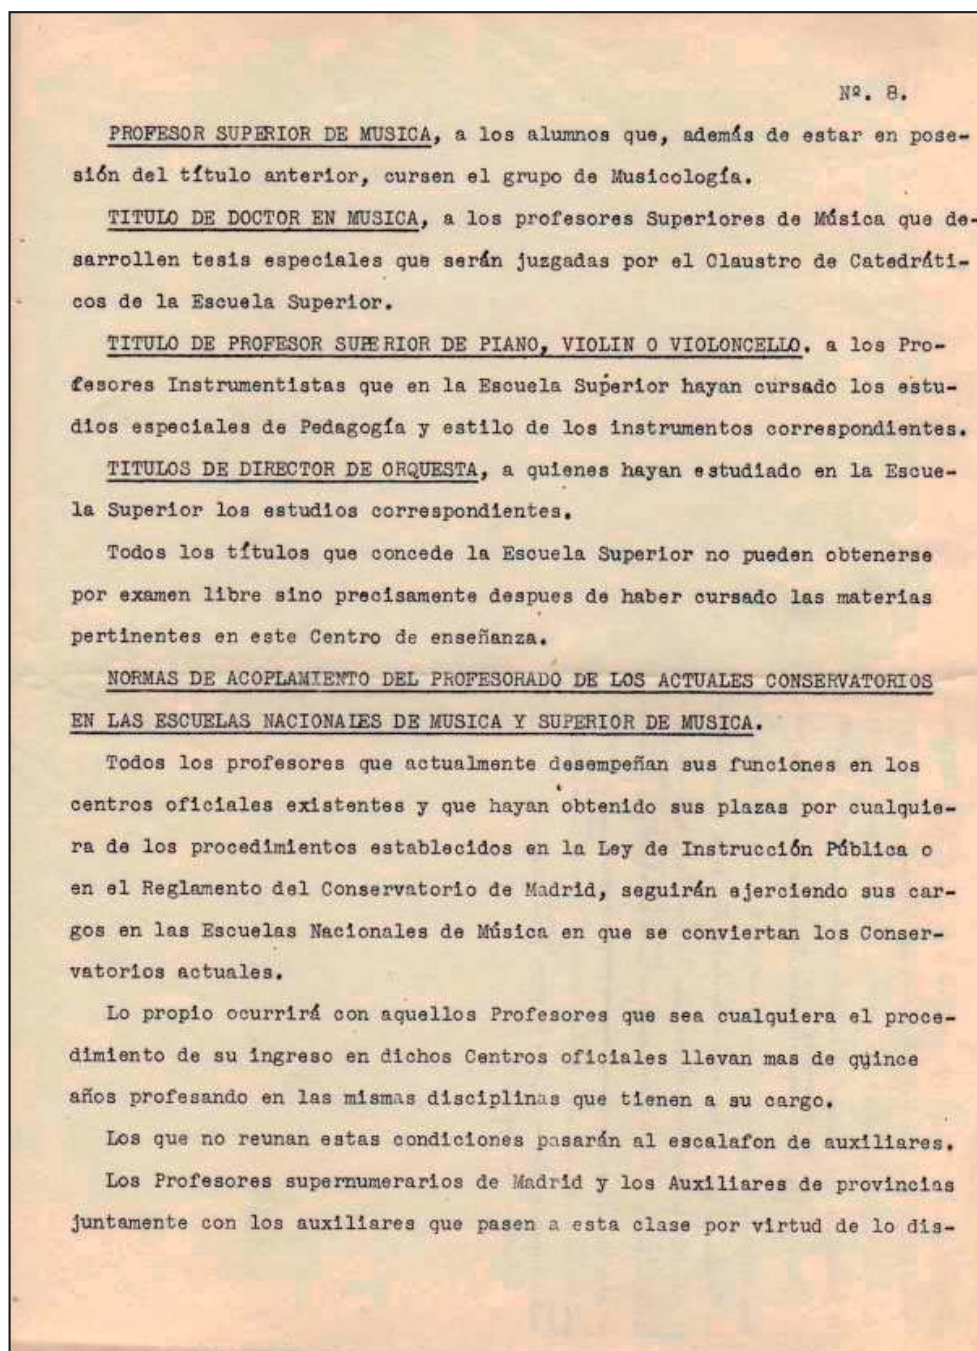 Nº. 8.
PROFESOR SUPERIOR DE MUSICA, a los alumnos que, además de estar en pose-
sión del título anterior, cursen el grupo de Musicología.
TITULO DE DOCTOR EN MUSICA, a los profesores Superiores de Música que de-
sarrollen tesis especiales que serán juzgadas por el Claustro de Catedráti-
cos de la Escuela Superior.
TITULO DE PROFESOR SUPERIOR DE PIANO, VIOLIN O VIOLONCELLO. a los Pro-
fesores Instrumentistas que en la Escuela Superior hayan cursado los estu-
dios especiales de Pedagogía y estilo de los instrumentos correspondientes.
TITULOS DE DIRECTOR DE ORQUESTA, a quienes hayan estudiado en la Escue-
la Superior los estudios correspondientes.
Todos los títulos que concede la Escuela Superior no pueden obtenerse
por examen libre sino precisamente despues de haber cursado las materias
pertinentes en este Centro de enseñanza.
NORMAS DE ACOPLAMIENTO DEL PROFESORADO DE LOS ACTUALES CONSERVATORIOS
EN LAS ESCUELAS NACIONALES DE MUSICA Y SUPERIOR DE MUSICA.
Todos los profesores que actualmente desempeñan sus funciones en los
centros oficiales existentes y que hayan obtenido sus plazas por cualquie-
ra de los procedimientos establecidos en la Ley de Instrucción Pública o
en el Reglamento del Conservatorio de Madrid, seguirán ejerciendo sus car-
gos en las Escuelas Nacionales de Música en que se conviertan los Conser-
vatorios actuales.
Lo propio ocurrirá con aquellos Profesores que sea cualquiera el proce-
dimiento de su ingreso en dichos Centros oficiales llevan mas de quince
años profesando en las mismas disciplinas que tienen a su cargo.
Los que no reunan estas condiciones pasarán al escalafon de auxiliares.
Los Profesores supernumerarios de Madrid y los Auxiliares de provincias
juntamente con los auxiliares que pasen a esta clase por virtud de lo dis-